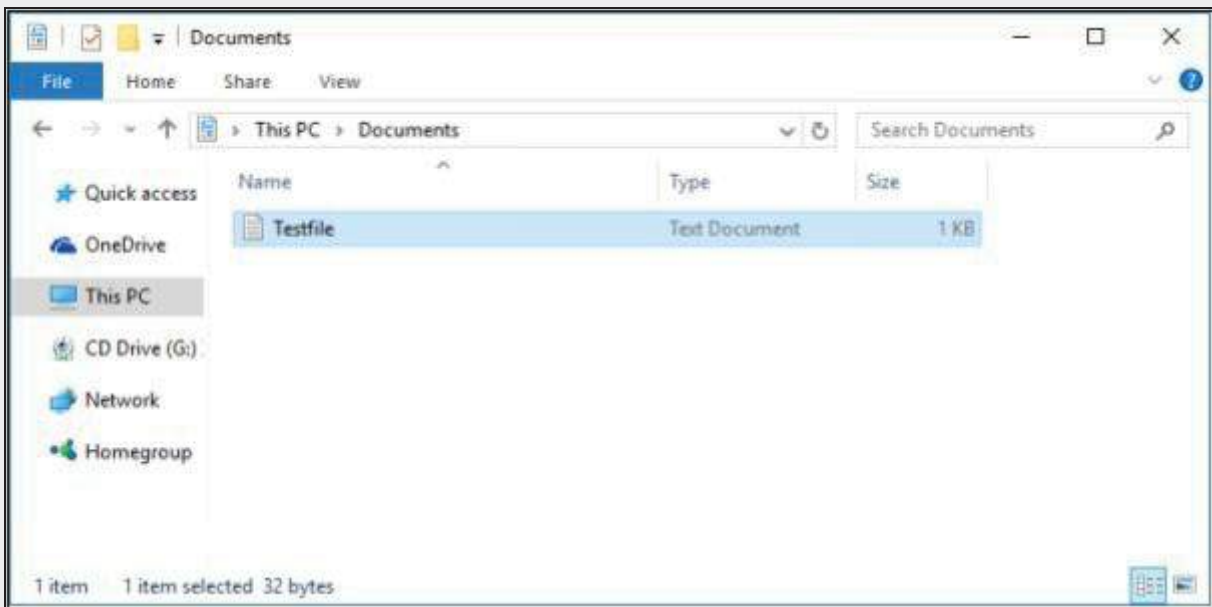 Documents
File Home Share View
This PC Documents Search Documents
Name Type Size
Quick access
Testfile Text Document 1 KB
OneDrive
This PC
CD Drive (G:)
Network
Homegroup
1 item 1 item selected 32 bytes